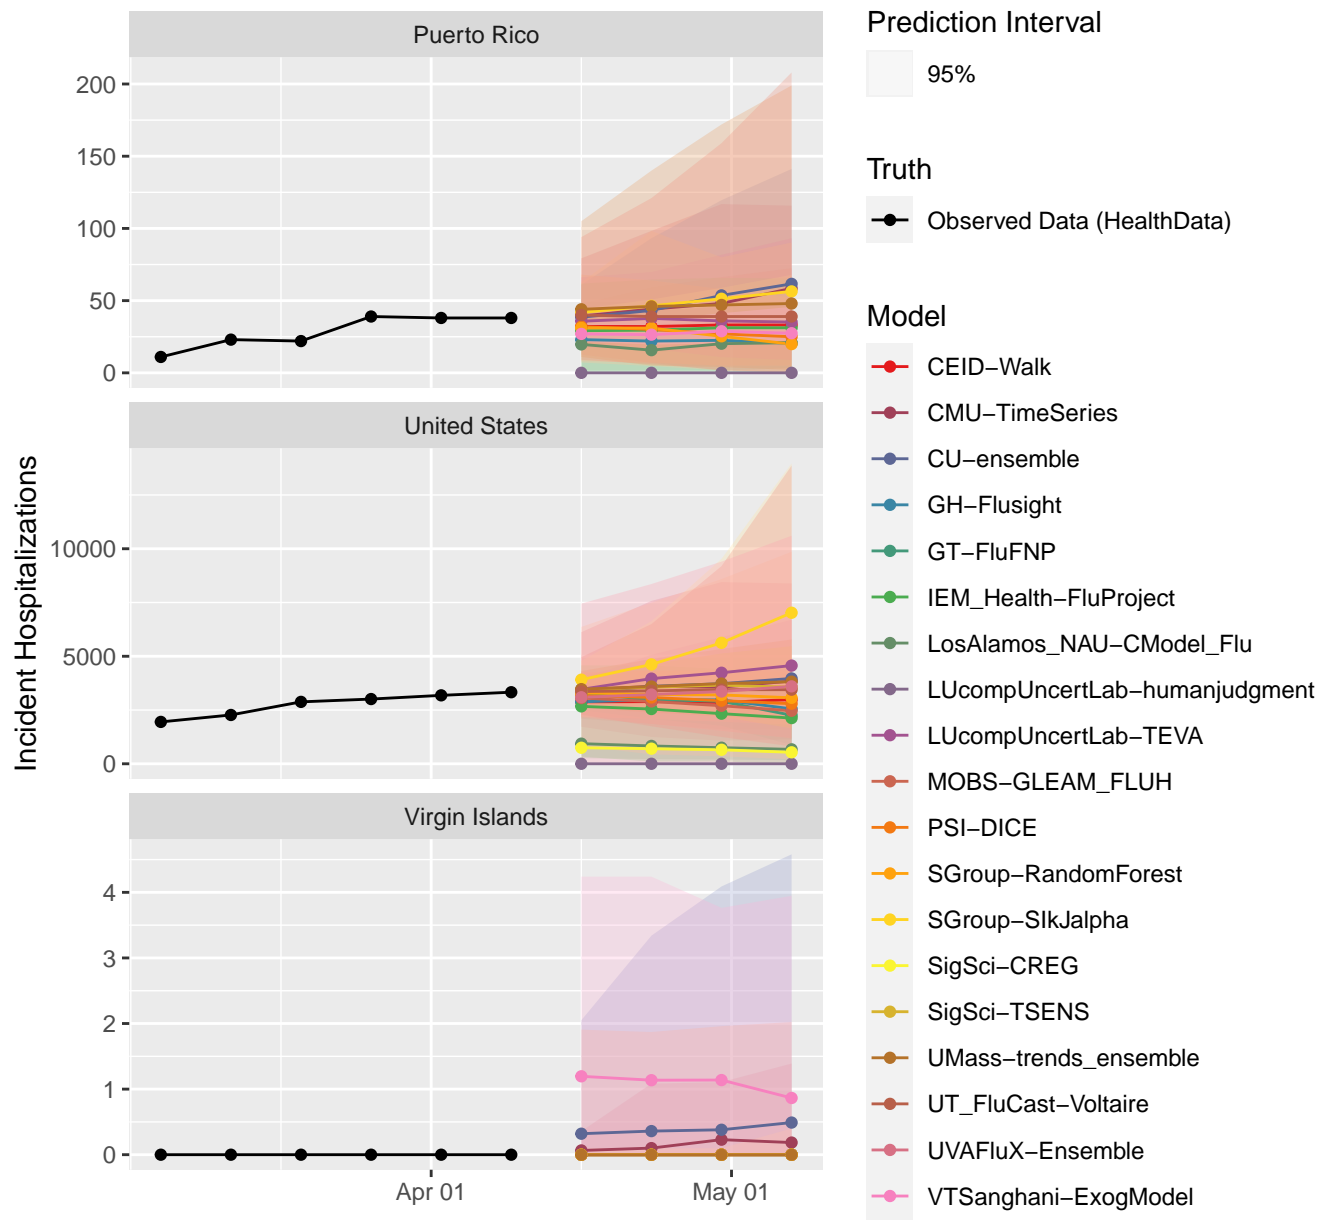 Puerto Rico
200
150
100
50
0
United States
10000
5000
0
Virgin Islands
4
3
2
1
0
Apr 01
May 01
Incident Hospitalizations
Prediction Interval
95%
Truth
Observed Data (HealthData)
Model
CEID−Walk
CMU−TimeSeries
CU−ensemble
GH−Flusight
GT−FluFNP
IEM_Health−FluProject
LosAlamos_NAU−CModel_Flu
LUcompUncertLab−humanjudgment
LUcompUncertLab−TEVA
MOBS−GLEAM_FLUH
PSI−DICE
SGroup−RandomForest
SGroup−SIkJalpha
SigSci−CREG
SigSci−TSENS
UMass−trends_ensemble
UT_FluCast−Voltaire
UVAFluX−Ensemble
VTSanghani−ExogModel